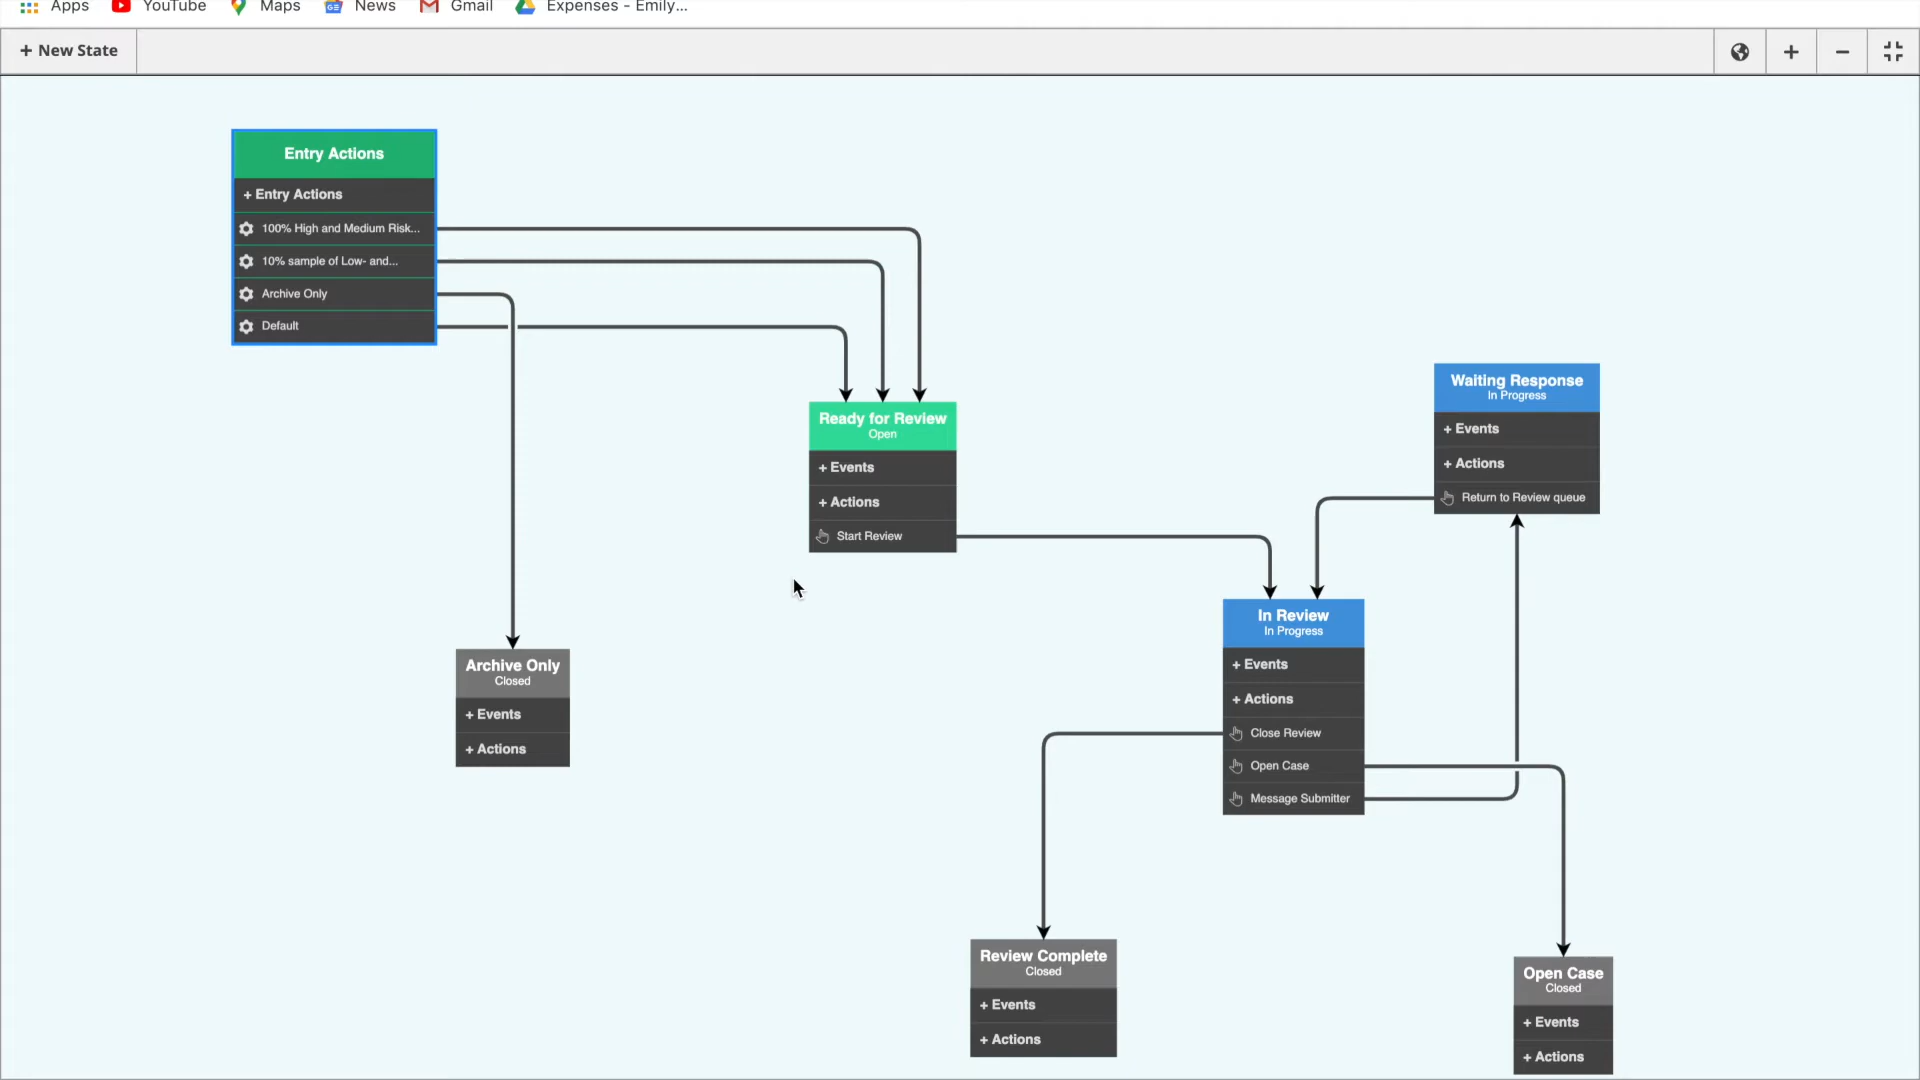 Apps YouTube Maps News Gmail Expenses - Emily...
+ New State
Entry Actions
+ Entry Actions
100% High and Medium Risk...
10% sample of Low- and...
Archive Only
Default
Ready for Review
Open
+ Events
+ Actions
Start Review
Waiting Response
In Progress
+ Events
+ Actions
Return to Review queue
Archive Only
Closed
+ Events
+ Actions
In Review
In Progress
+ Events
+ Actions
Close Review
Open Case
Message Submitter
Review Complete
Closed
+ Events
+ Actions
Open Case
Closed
+ Events
+ Actions